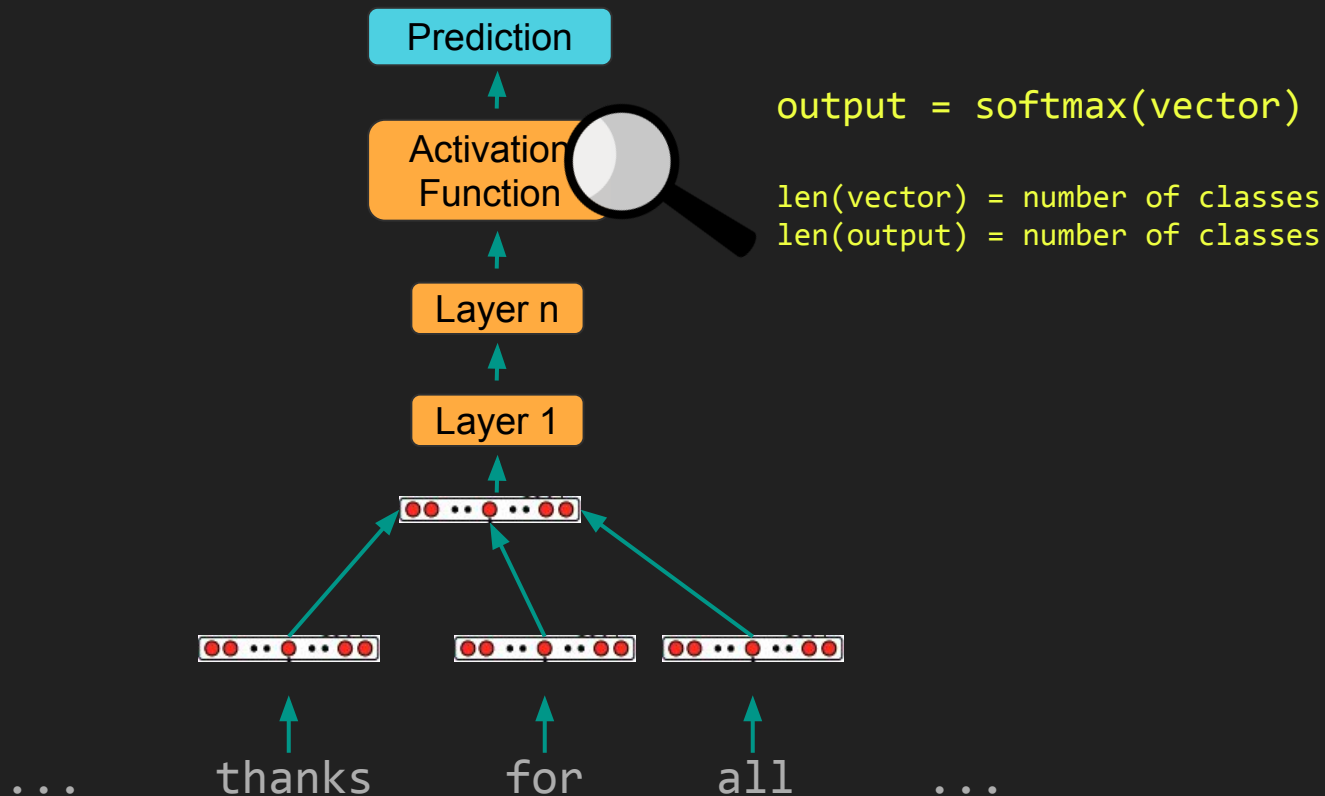 Prediction
output = softmax(vector)
Activation
Function
len(vector) = number of classes
len(output) = number of classes
Layer n
Layer 1
... thanks for all ...